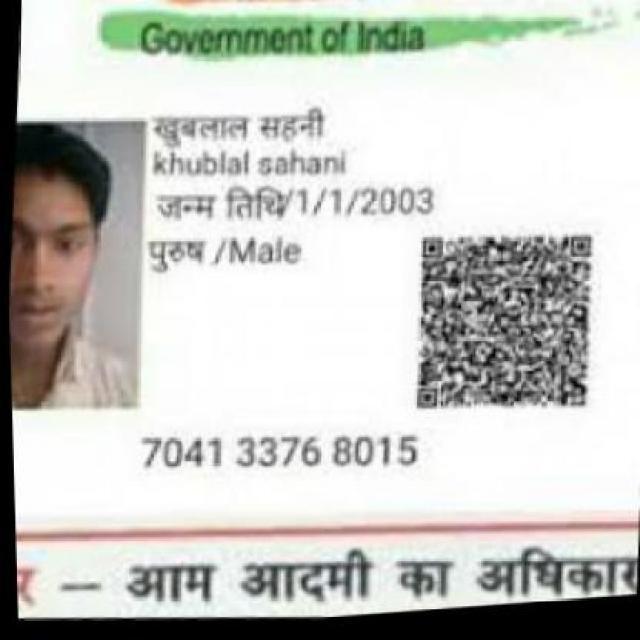 Government of India
खुबलाल सहनी
khublal sahani
जन्म तिथि/1/1/2003
पुरुष /Male
7041 3376 8015
र — आम आदमी का अधिकार